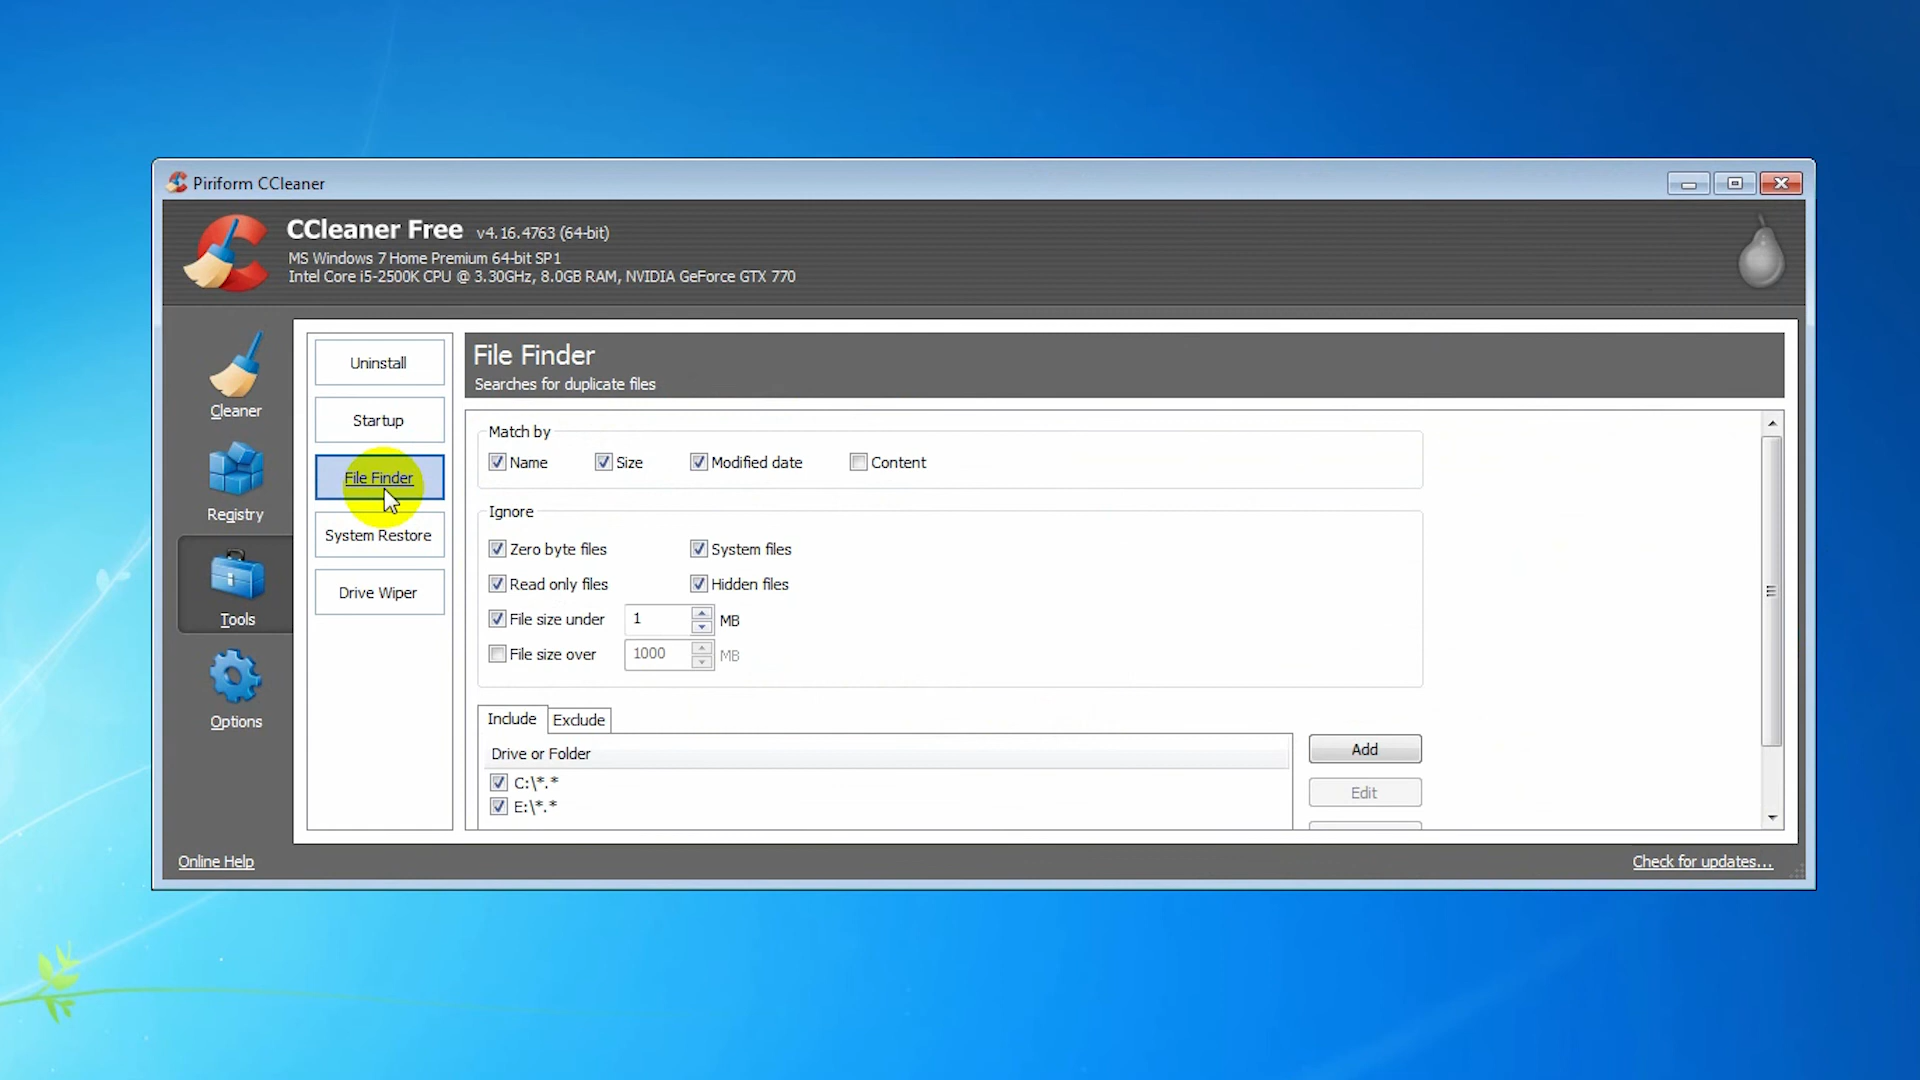 Piriform CCleaner
CCleaner Free v4.16.4763 (64-bit)
MS Windows 7 Home Premium 64-bit SP1
Intel Core i5-2500K CPU @ 3.30GHz, 8.0GB RAM, NVIDIA GeForce GTX 770
Cleaner
Registry
Tools
Options
Uninstall
Startup
File Finder
System Restore
Drive Wiper
File Finder
Searches for duplicate files
Match by
Name Size Modified date Content
Ignore
Zero byte files System files
Read only files Hidden files
File size under 1 MB
File size over 1000 MB
Include Exclude
Drive or Folder
C:\*.*
E:\*.*
Add
Edit
Online Help
Check for updates...